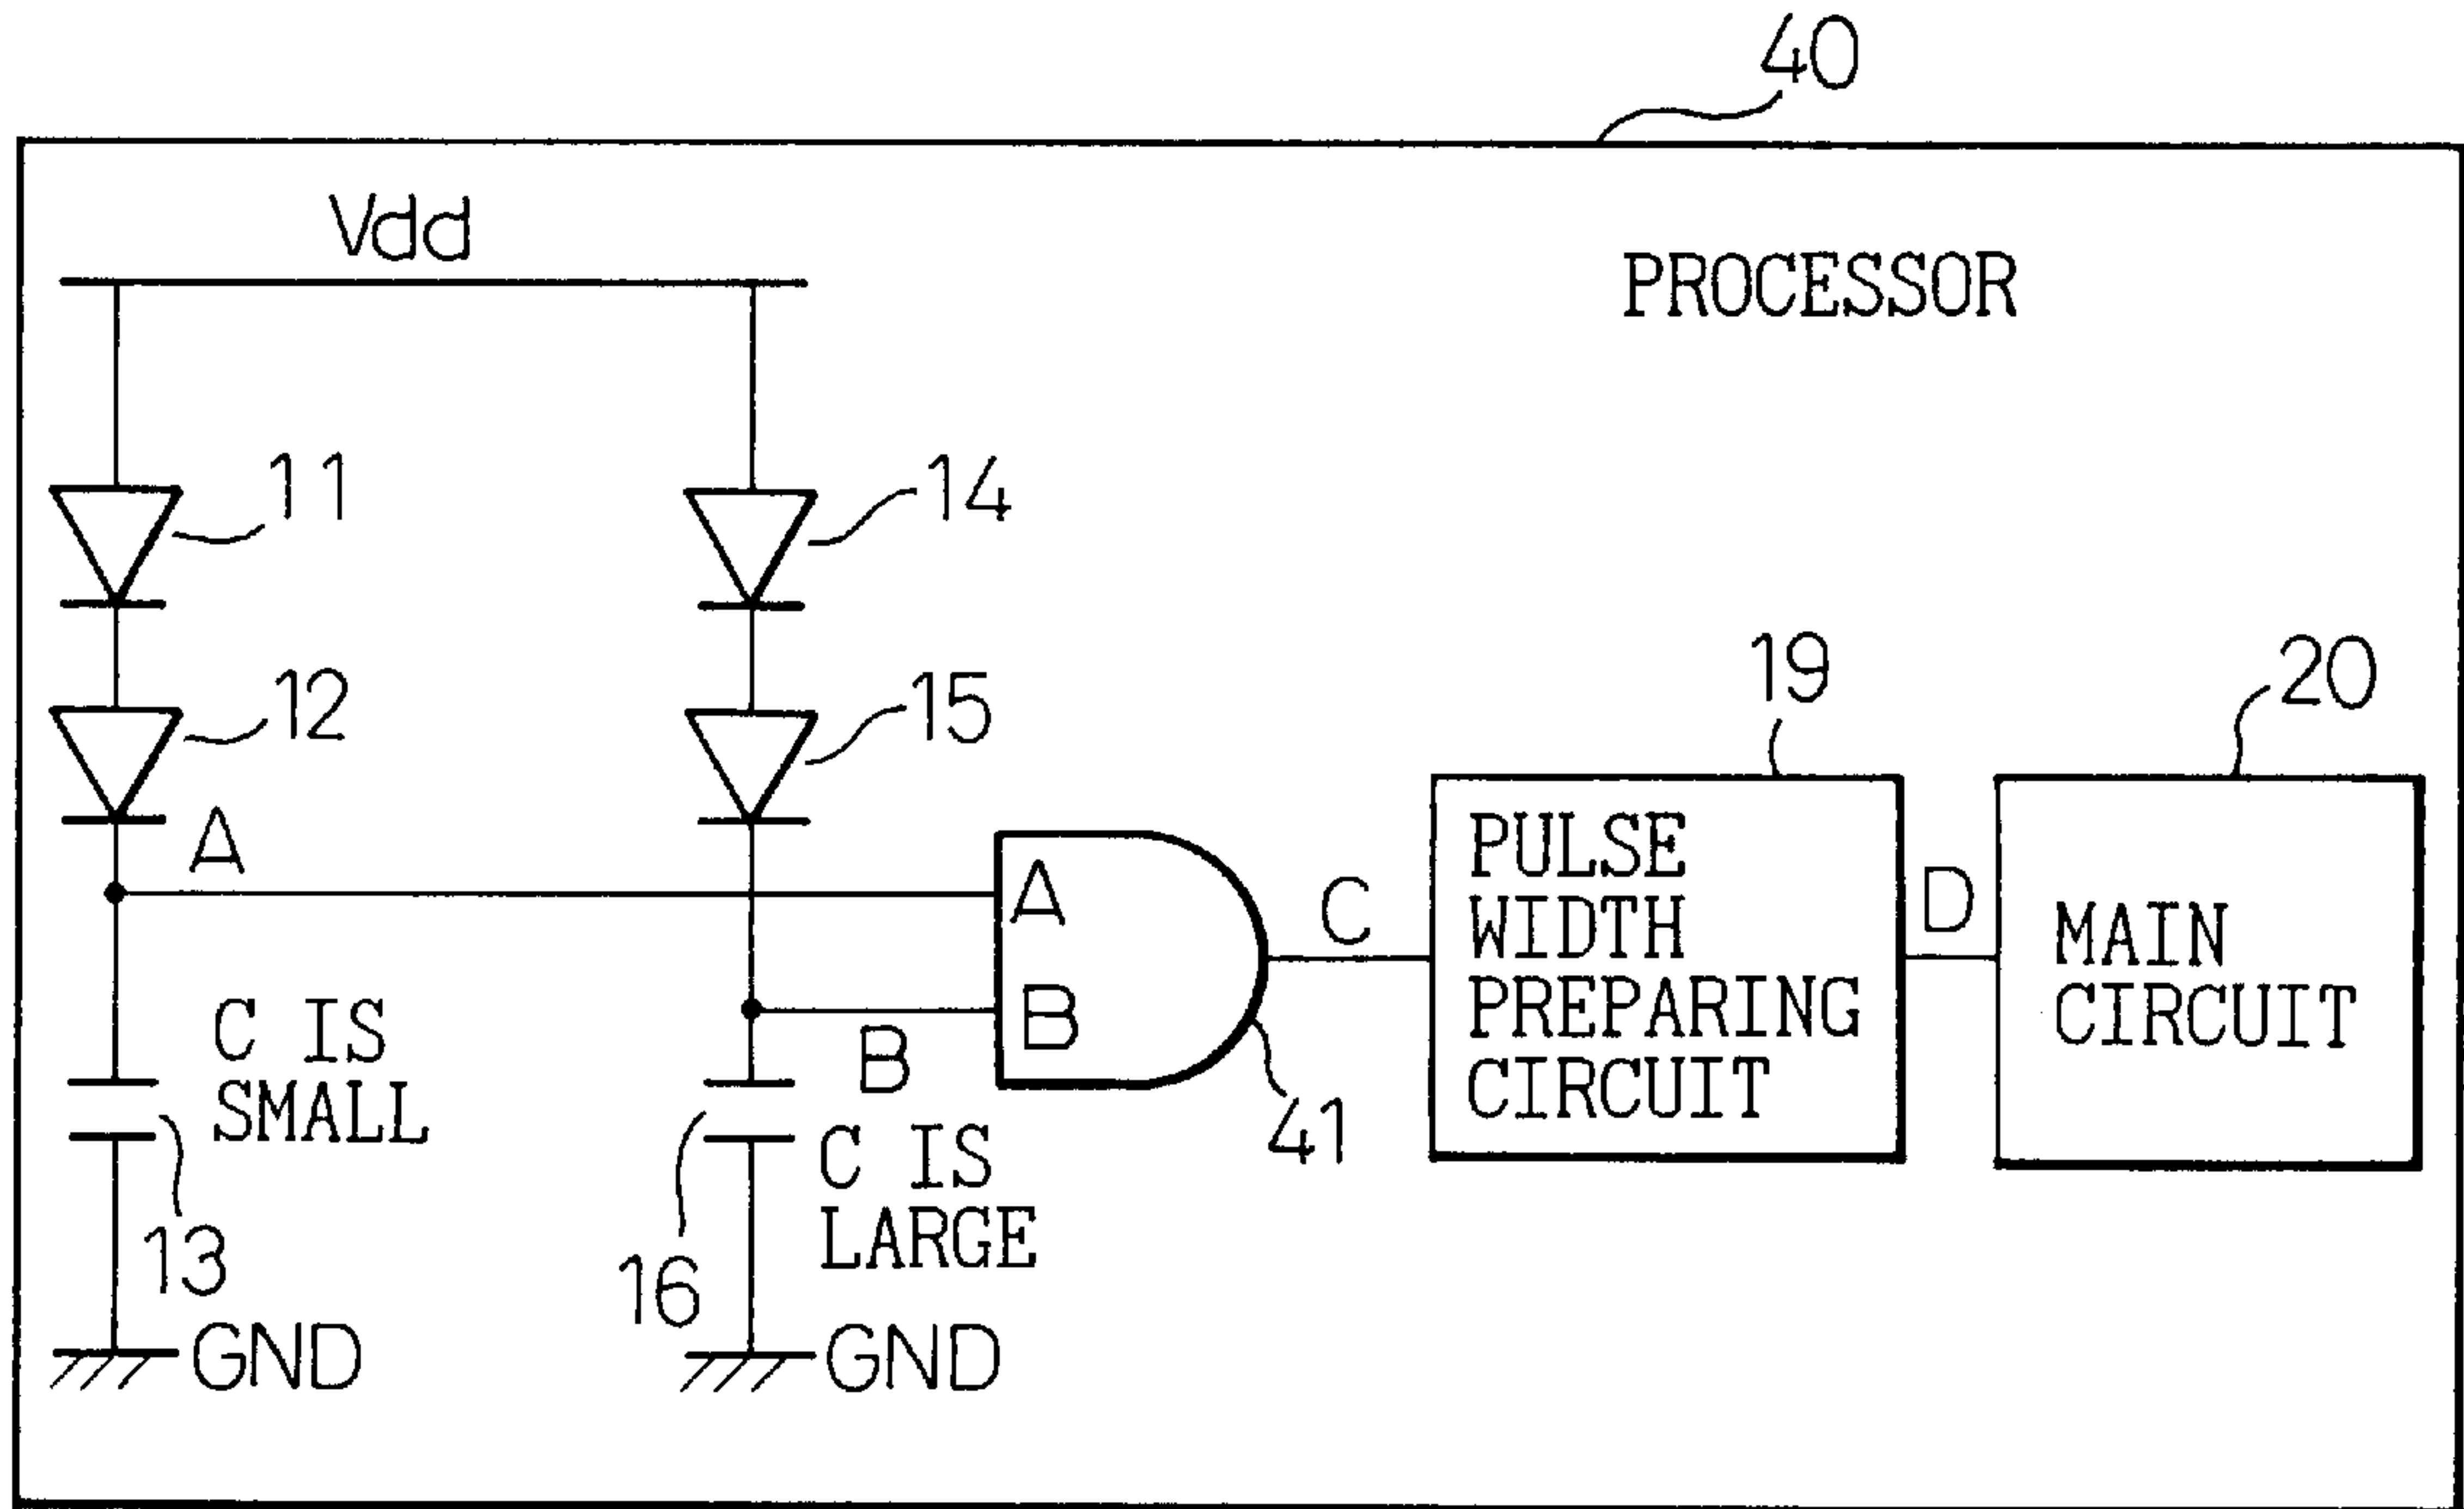 40
Vdd
PROCESSOR
11
14
12
15
19
20
A
A
B
B
C
PULSE
WIDTH
PREPARING
CIRCUIT
D
MAIN
CIRCUIT
C IS
SMALL
C IS
LARGE
41
13
16
GND
GND